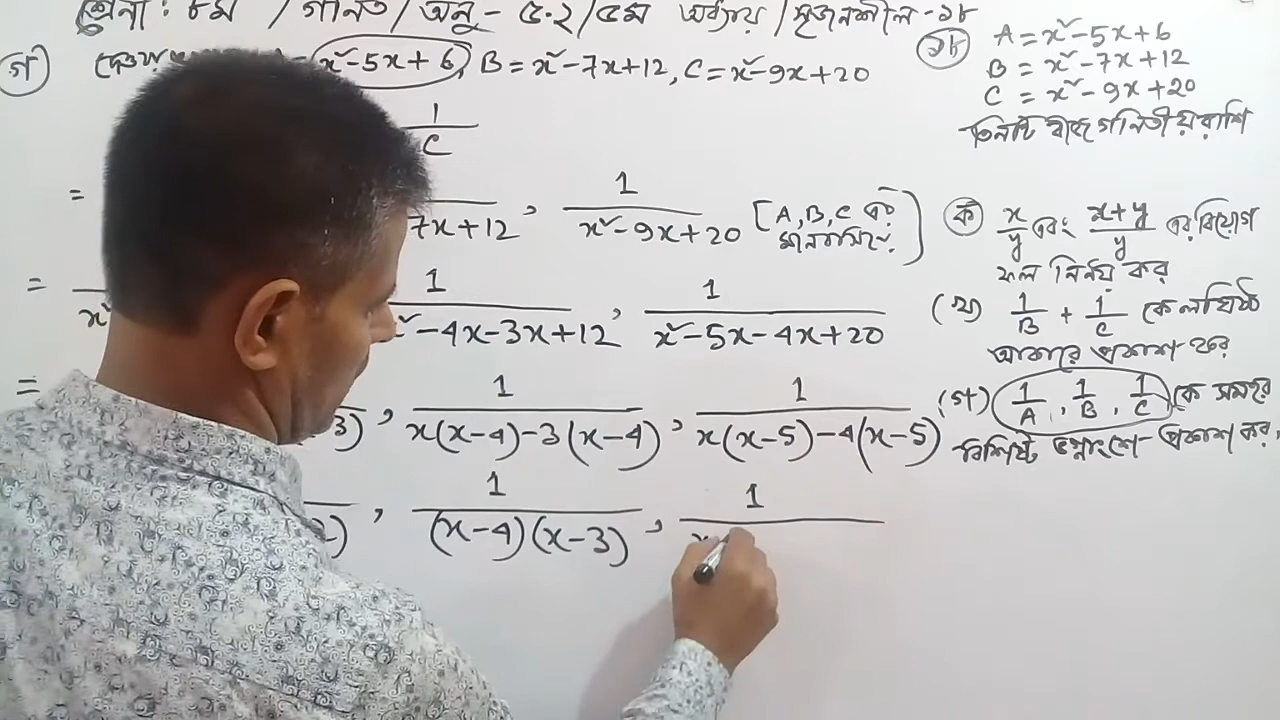 শ্রেণী: ৮ম / গণিত / অনু - ৫.২ / ৫ম অধ্যায় / সৃজনশীল - ১৮
গ) x²-5x+6, B = x²-7x+12, C = x²-9x+20
1/C
= 7x+12, 1/(x²-9x+20) [A, B, C এর
মান বসিয়ে]
= 1/(x²-4x-3x+12), 1/(x²-5x-4x+20)
= 3), 1/(x(x-4)-3(x-4)), 1/(x(x-5)-4(x-5))
2), 1/((x-4)(x-3)), 1/
১৮) A = x²-5x+6
B = x²-7x+12
C = x²-9x+20
তিনটি বীজ গণিতীয় রাশি
ক) x/y এবং (x+y)/y এর বিয়োগ
ফল নির্ণয় কর
(খ) 1/B + 1/C কে লঘিষ্ঠ
আকারে প্রকাশ কর
(গ) 1/A, 1/B, 1/C কে সমহর
বিশিষ্ট ভগ্নাংশে প্রকাশ কর।